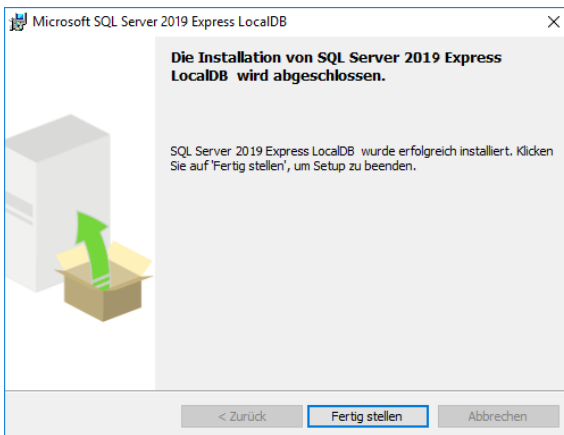 Microsoft SQL Server 2019 Express LocalDB
Die Installation von SQL Server 2019 Express
LocalDB wird abgeschlossen.
SQL Server 2019 Express LocalDB wurde erfolgreich installiert. Klicken
Sie auf 'Fertig stellen', um Setup zu beenden.
< Zurück
Fertig stellen
Abbrechen